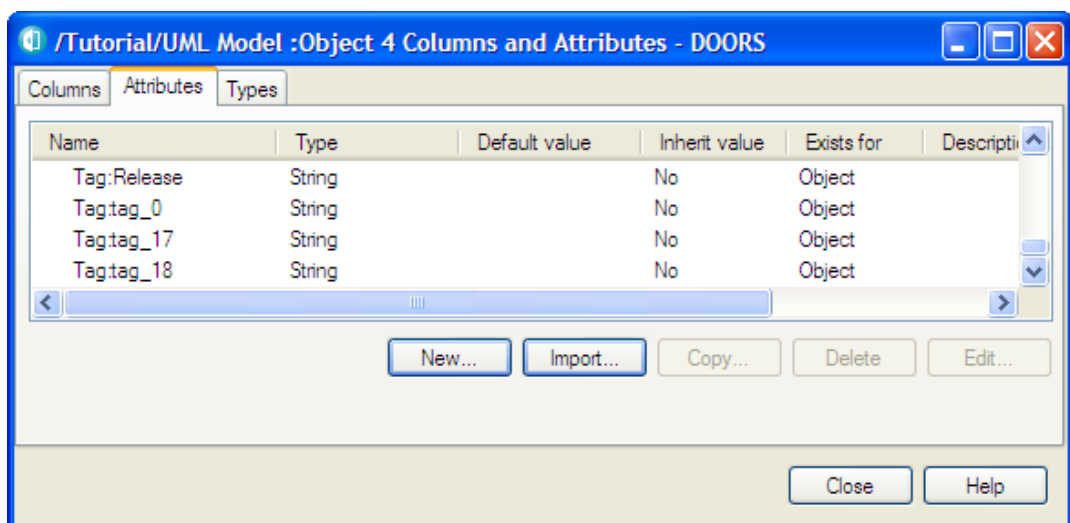 /Tutorial/UML Model :Object 4 Columns and Attributes - DOORS
Columns Attributes Types
Name Type Default value Inherit value Exists for Descripti
Tag:Release String No Object
Tag:tag_0 String No Object
Tag:tag_17 String No Object
Tag:tag_18 String No Object
New... Import... Copy... Delete Edit...
Close Help